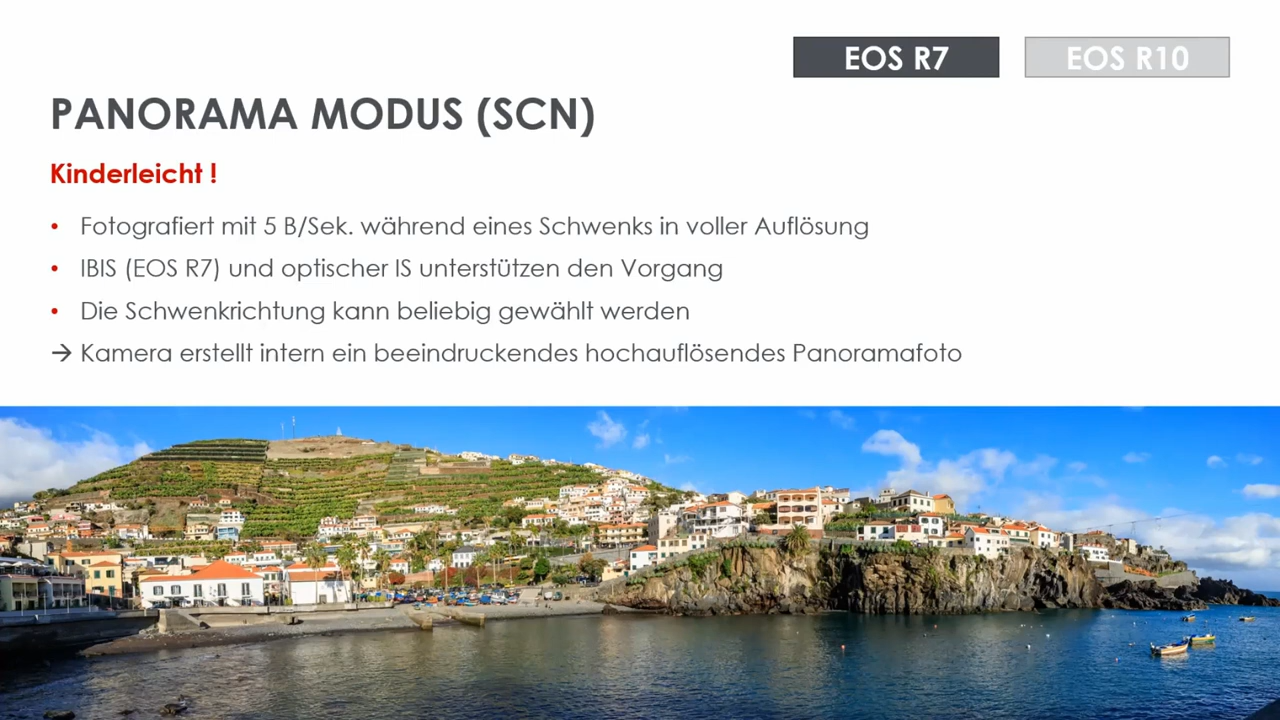 EOS R7
EOS R10
PANORAMA MODUS (SCN)
Kinderleicht !
• Fotografiert mit 5 B/Sek. während eines Schwenks in voller Auflösung
• IBIS (EOS R7) und optischer IS unterstützen den Vorgang
• Die Schwenkrichtung kann beliebig gewählt werden
→ Kamera erstellt intern ein beeindruckendes hochauflösendes Panoramafoto